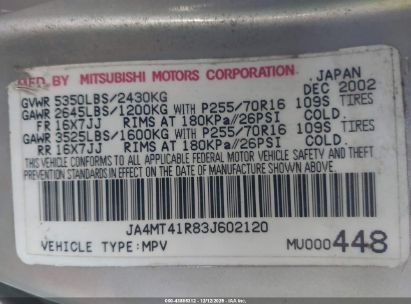 MFD BY MITSUBISHI MOTORS CORPORATION JAPAN
GVWR 5350LBS/2430KG DEC 2002
GAWR 2645LBS/1200KG WITH P255/70R16 109S TIRES
FR 16X7JJ RIMS AT 180KPa//26PSI COLD.
GAWR 3525LBS/1600KG WITH P255/70R16 109S TIRES
RR 16X7JJ RIMS AT 180KPa//26PSI COLD.
THIS VEHICLE CONFORMS TO ALL APPLICABLE FEDERAL MOTOR VEHICLE SAFETY AND THEFT PREVENTION
STANDARDS IN EFFECT ON THE DATE OF MANUFACTURE SHOWN ABOVE.
JA4MT41R83J602120
VEHICLE TYPE:MPV MU000448